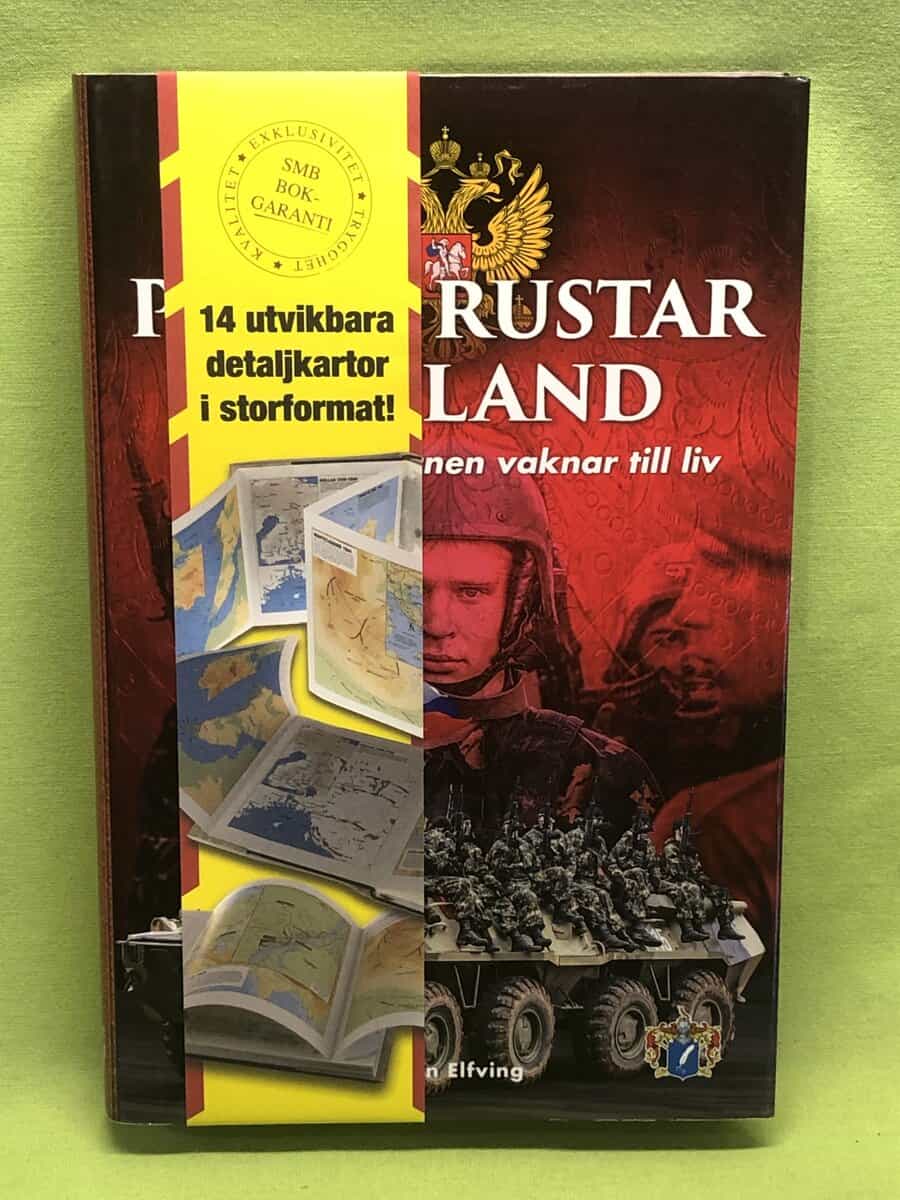 ★ EXKLUSIVITET ★ TRYGGHET ★ KVALITET
SMB
BOK-
GARANTI
14 utvikbara
detaljkartor
i storformat!
P RUSTAR
LAND
nen vaknar till liv
n Elfving